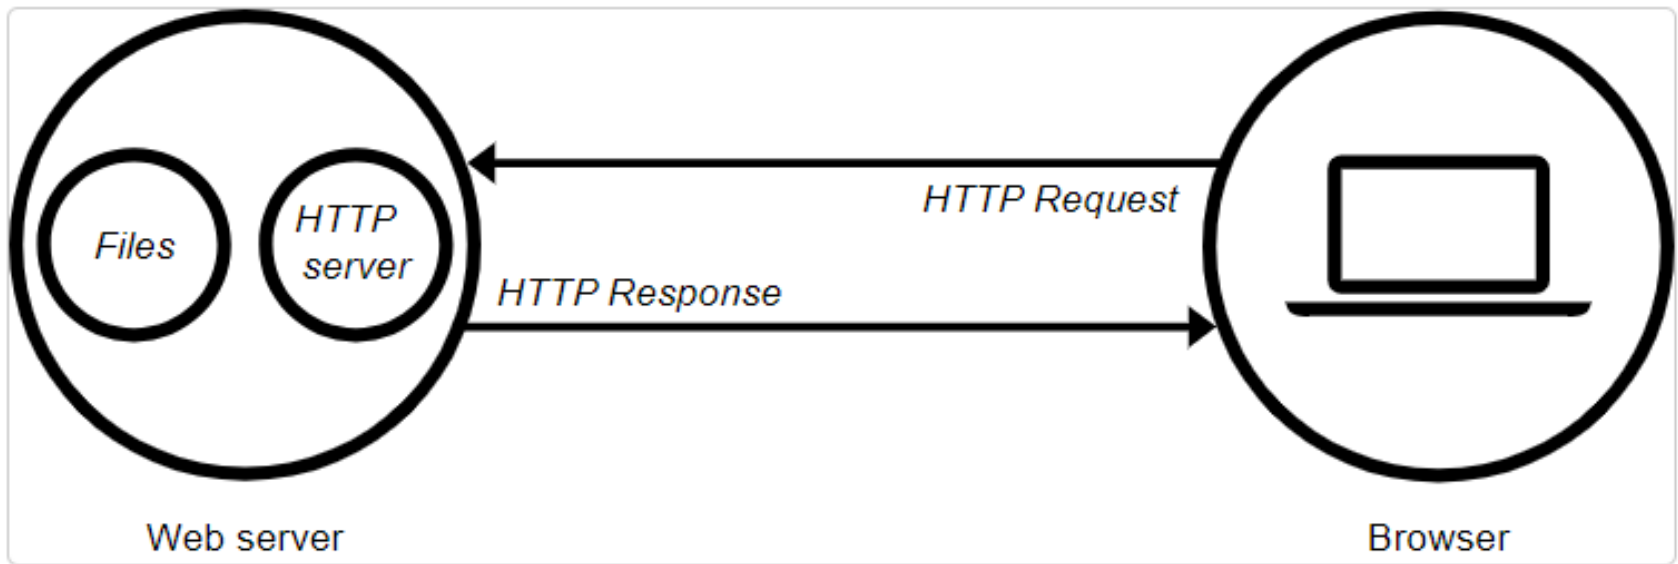 Files
HTTP
server
HTTP Request
HTTP Response
Web server
Browser